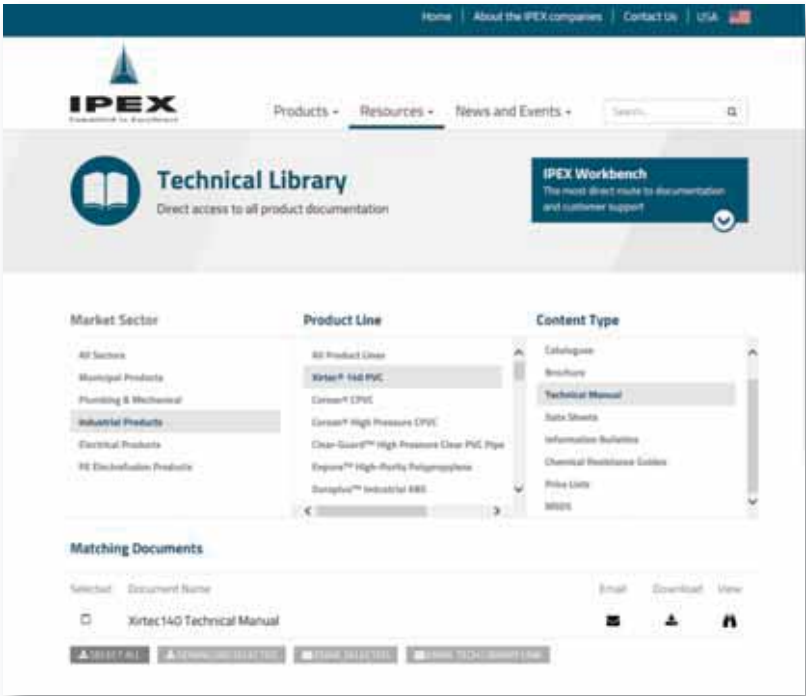 Home | About the IPEX companies | Contact Us | USA
IPEX
Committed to Excellence
Products Resources News and Events Search...
Technical Library
Direct access to all product documentation
IPEX Workbench
The most direct route to documentation
and customer support
Market Sector
All Sectors
Municipal Products
Plumbing & Mechanical
Industrial Products
Electrical Products
PE Electrofusion Products
Product Line
All Product Lines
Xirtec® 140 PVC
Corzan® CPVC
Corzan® High Pressure CPVC
Clear-Guard™ High Pressure Clear PVC Pipe
Enpure™ High-Purity Polypropylene
Duraplus™ Industrial ABS
Content Type
Catalogues
Brochure
Technical Manual
Data Sheets
Information Bulletins
Chemical Resistance Guides
Price Lists
MSDS
Matching Documents
Selected Document Name Email Download View
Xirtec140 Technical Manual
SELECT ALL DOWNLOAD SELECTED EMAIL SELECTED EMAIL TECH LIBRARY LINK